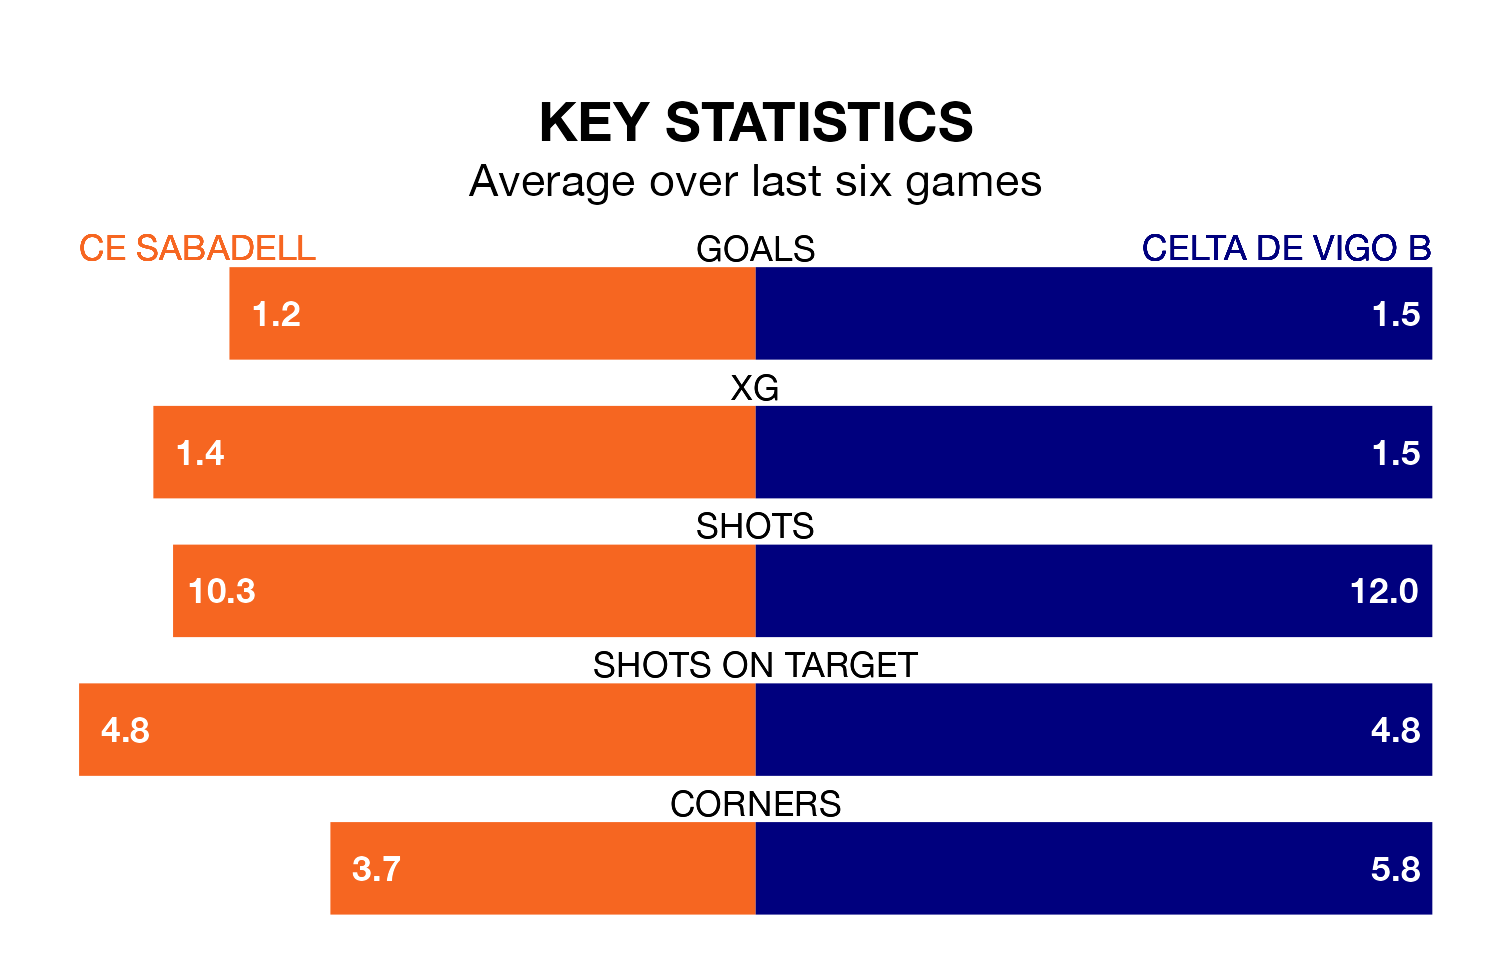 KEY STATISTICS
Average over last six games
CE SABADELL GOALS CELTA DE VIGO B
1.2 1.5
XG
1.4 1.5
SHOTS
10.3 12.0
SHOTS ON TARGET
4.8 4.8
CORNERS
3.7 5.8